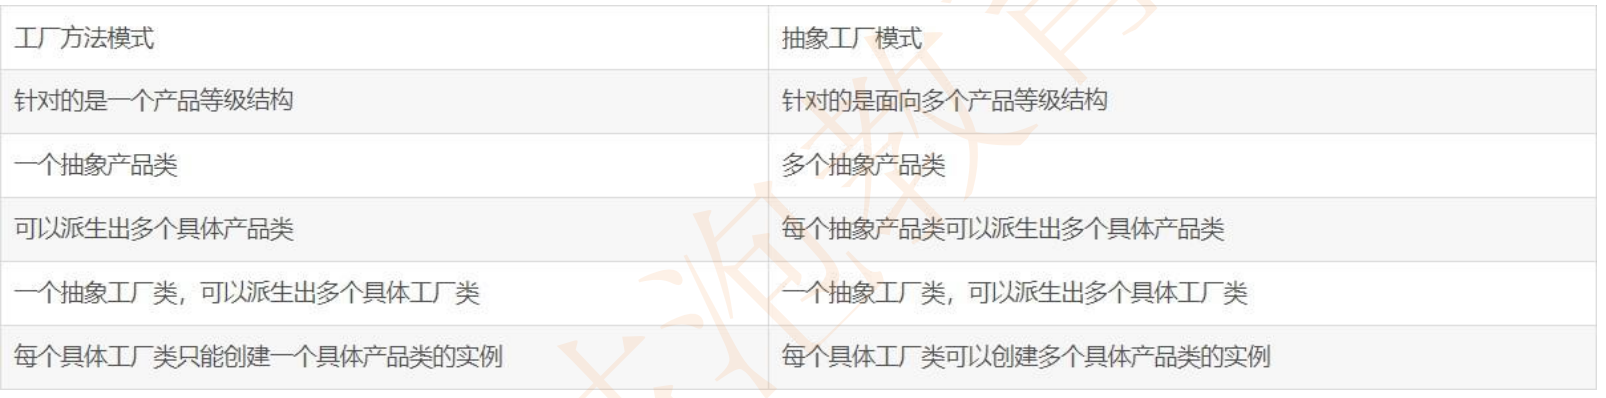 工厂方法模式 抽象工厂模式
针对的是一个产品等级结构 针对的是面向多个产品等级结构
一个抽象产品类 多个抽象产品类
可以派生出多个具体产品类 每个抽象产品类可以派生出多个具体产品类
一个抽象工厂类，可以派生出多个具体工厂类 一个抽象工厂类，可以派生出多个具体工厂类
每个具体工厂类只能创建一个具体产品类的实例 每个具体工厂类可以创建多个具体产品类的实例
泡教育